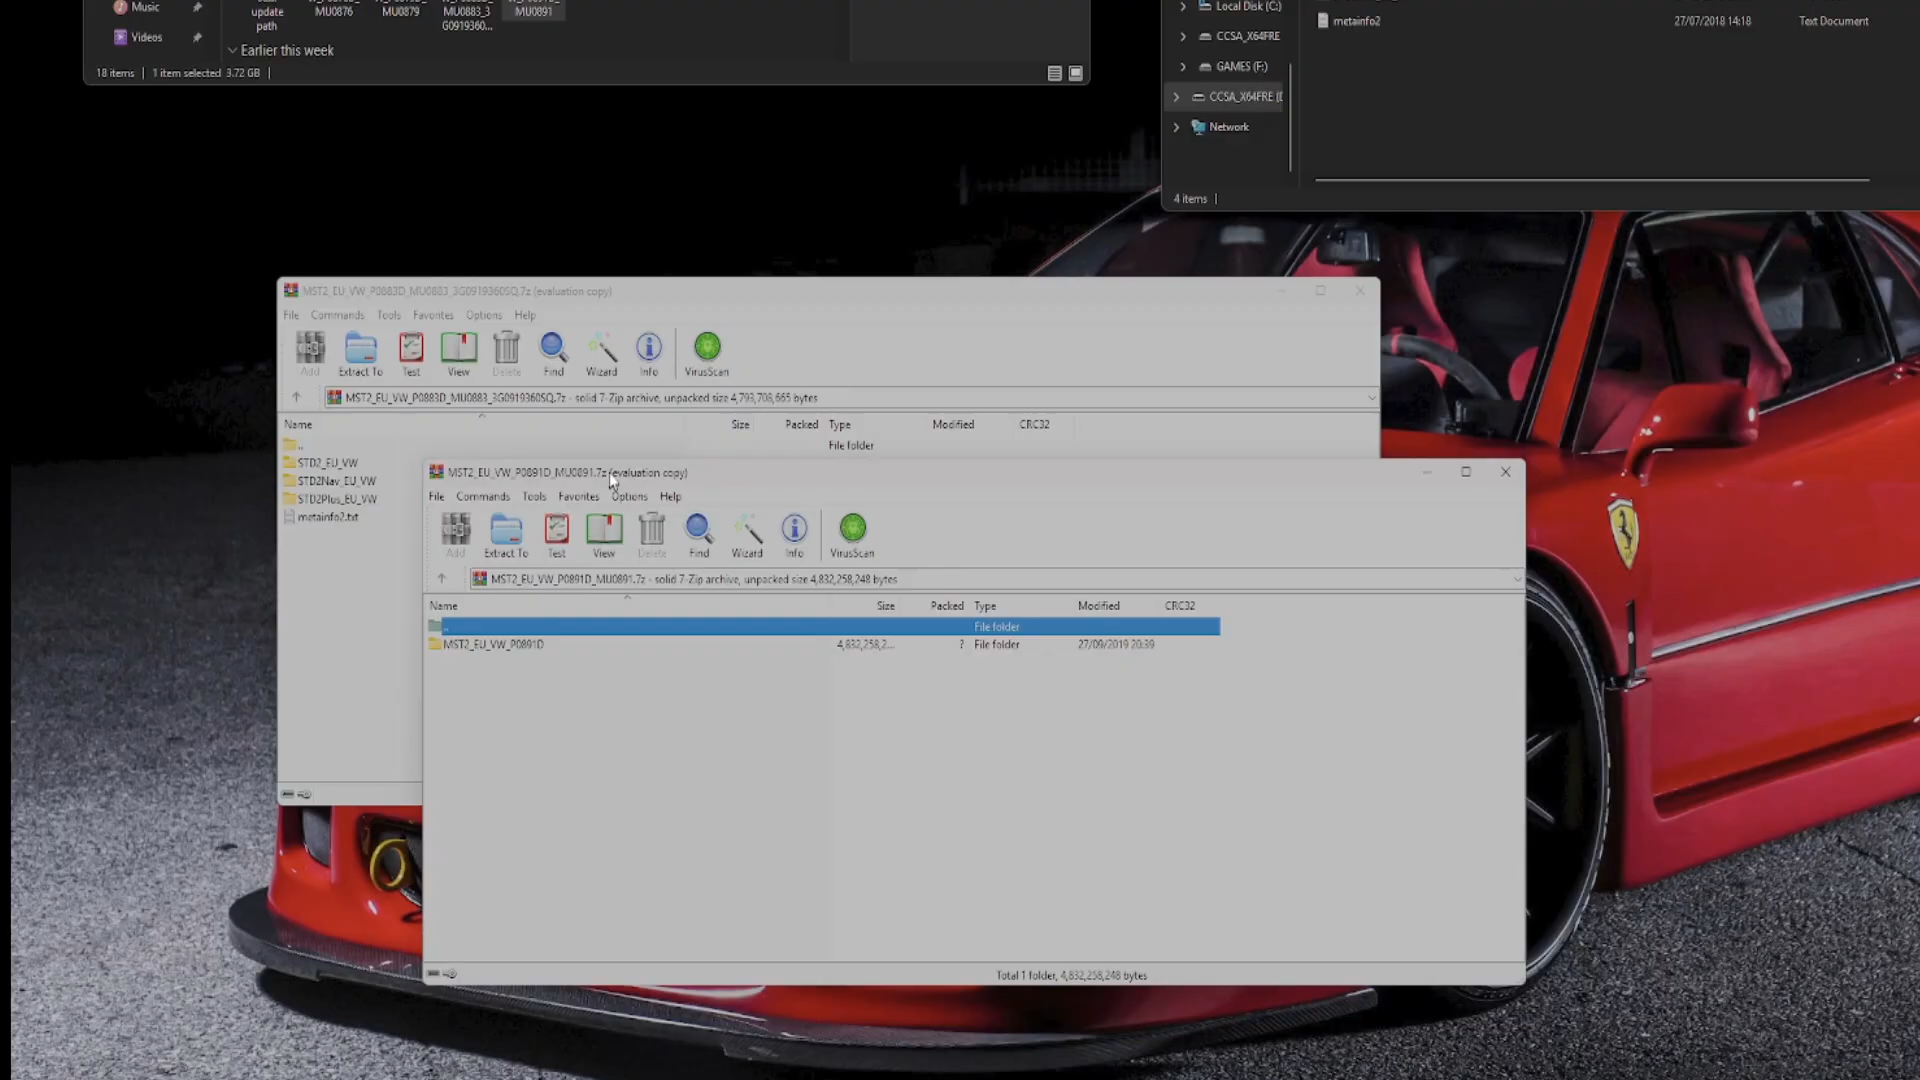 Music
Videos
update
path
MU0876
MU0879
MU0883_3
G0919360...
MU0891
Earlier this week
18 items
1 item selected 3.72 GB
Local Disk (C:)
CCSA_X64FRE
GAMES (F:)
CCSA_X64FRE (D
Network
metainfo2
27/07/2018 14:18
Text Document
4 items
MST2_EU_VW_P0883D_MU0883_3G0919360SQ.7z (evaluation copy)
File Commands Tools Favorites Options Help
Add Extract To Test View Delete Find Wizard Info VirusScan
MST2_EU_VW_P0883D_MU0883_3G0919360SQ.7z - solid 7-Zip archive, unpacked size 4,793,708,665 bytes
Name Size Packed Type Modified CRC32
.. File folder
STD2_EU_VW
STD2Nav_EU_VW
STD2Plus_EU_VW
metainfo2.txt
MST2_EU_VW_P0891D_MU0891.7z (evaluation copy)
File Commands Tools Favorites Options Help
Add Extract To Test View Delete Find Wizard Info VirusScan
MST2_EU_VW_P0891D_MU0891.7z - solid 7-Zip archive, unpacked size 4,832,258,248 bytes
Name Size Packed Type Modified CRC32
.. File folder
MST2_EU_VW_P0891D 4,832,258,2... ? File folder 27/09/2019 20:39
Total 1 folder, 4,832,258,248 bytes